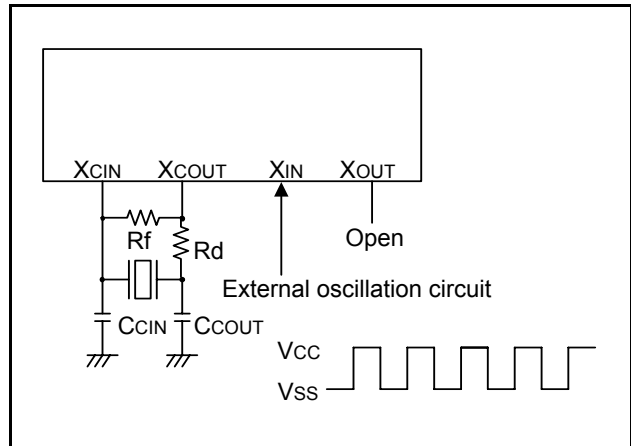 XCIN XCOUT XIN XOUT
Rf
Rd
Open
External oscillation circuit
CCIN CCOUT
VCC
VSS